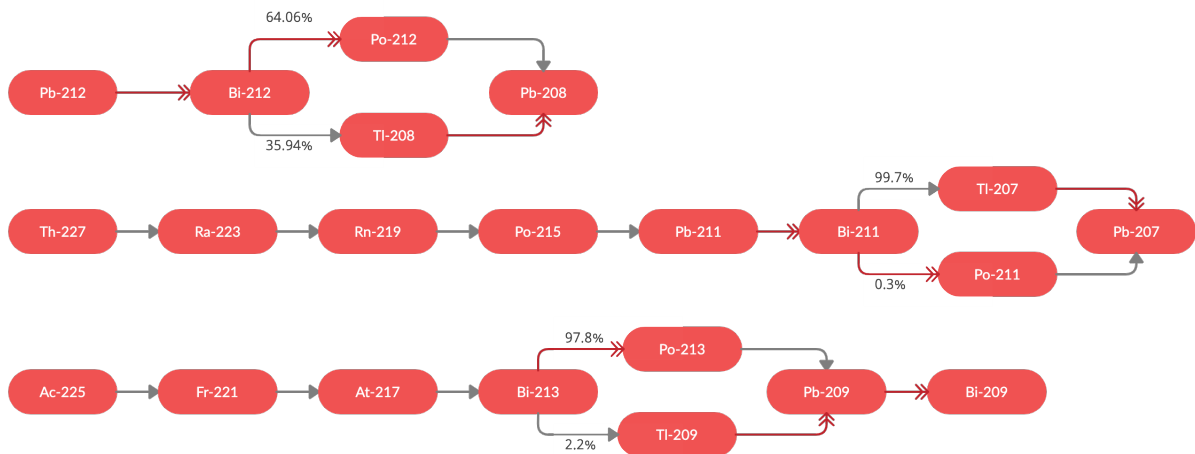 64.06%
Po-212
Pb-212
Bi-212
Pb-208
Tl-208
35.94%
99.7%
Tl-207
Th-227
Ra-223
Rn-219
Po-215
Pb-211
Bi-211
Pb-207
Po-211
0.3%
97.8%
Po-213
Ac-225
Fr-221
At-217
Bi-213
Pb-209
Bi-209
Tl-209
2.2%